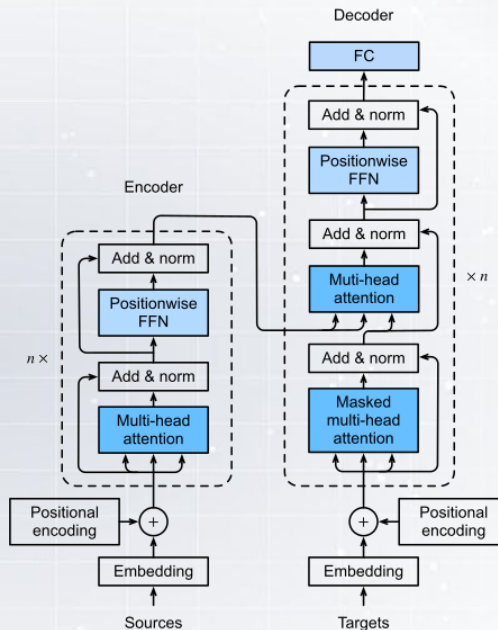 Decoder
FC
Add & norm
Positionwise
FFN
Add & norm
Muti-head
attention
× n
Add & norm
Masked
multi-head
attention
Positional
encoding
+
Embedding
Targets
Encoder
Add & norm
Positionwise
FFN
n ×
Add & norm
Multi-head
attention
Positional
encoding
+
Embedding
Sources